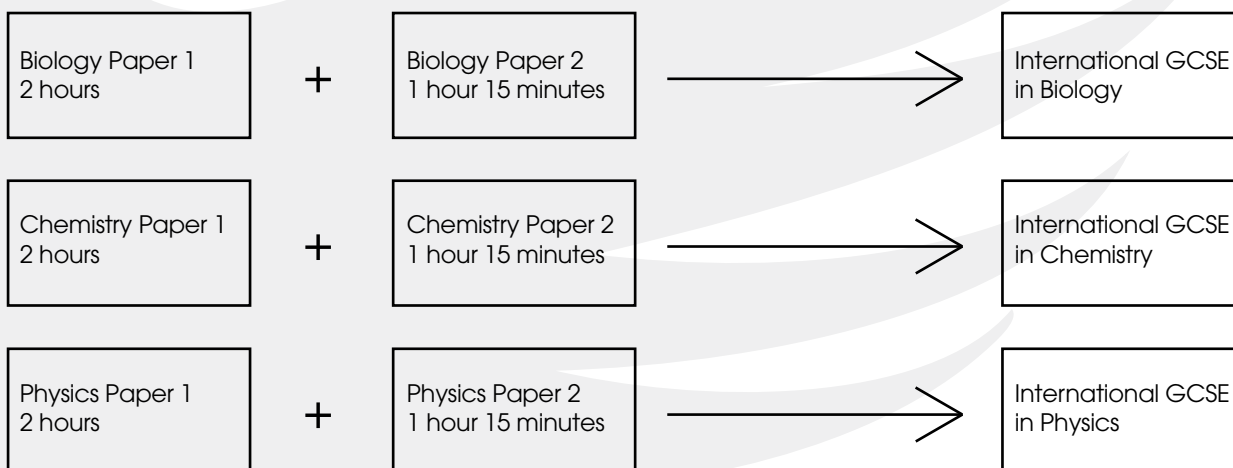 Biology Paper 1
2 hours
+
Biology Paper 2
1 hour 15 minutes
International GCSE
in Biology
Chemistry Paper 1
2 hours
+
Chemistry Paper 2
1 hour 15 minutes
International GCSE
in Chemistry
Physics Paper 1
2 hours
+
Physics Paper 2
1 hour 15 minutes
International GCSE
in Physics